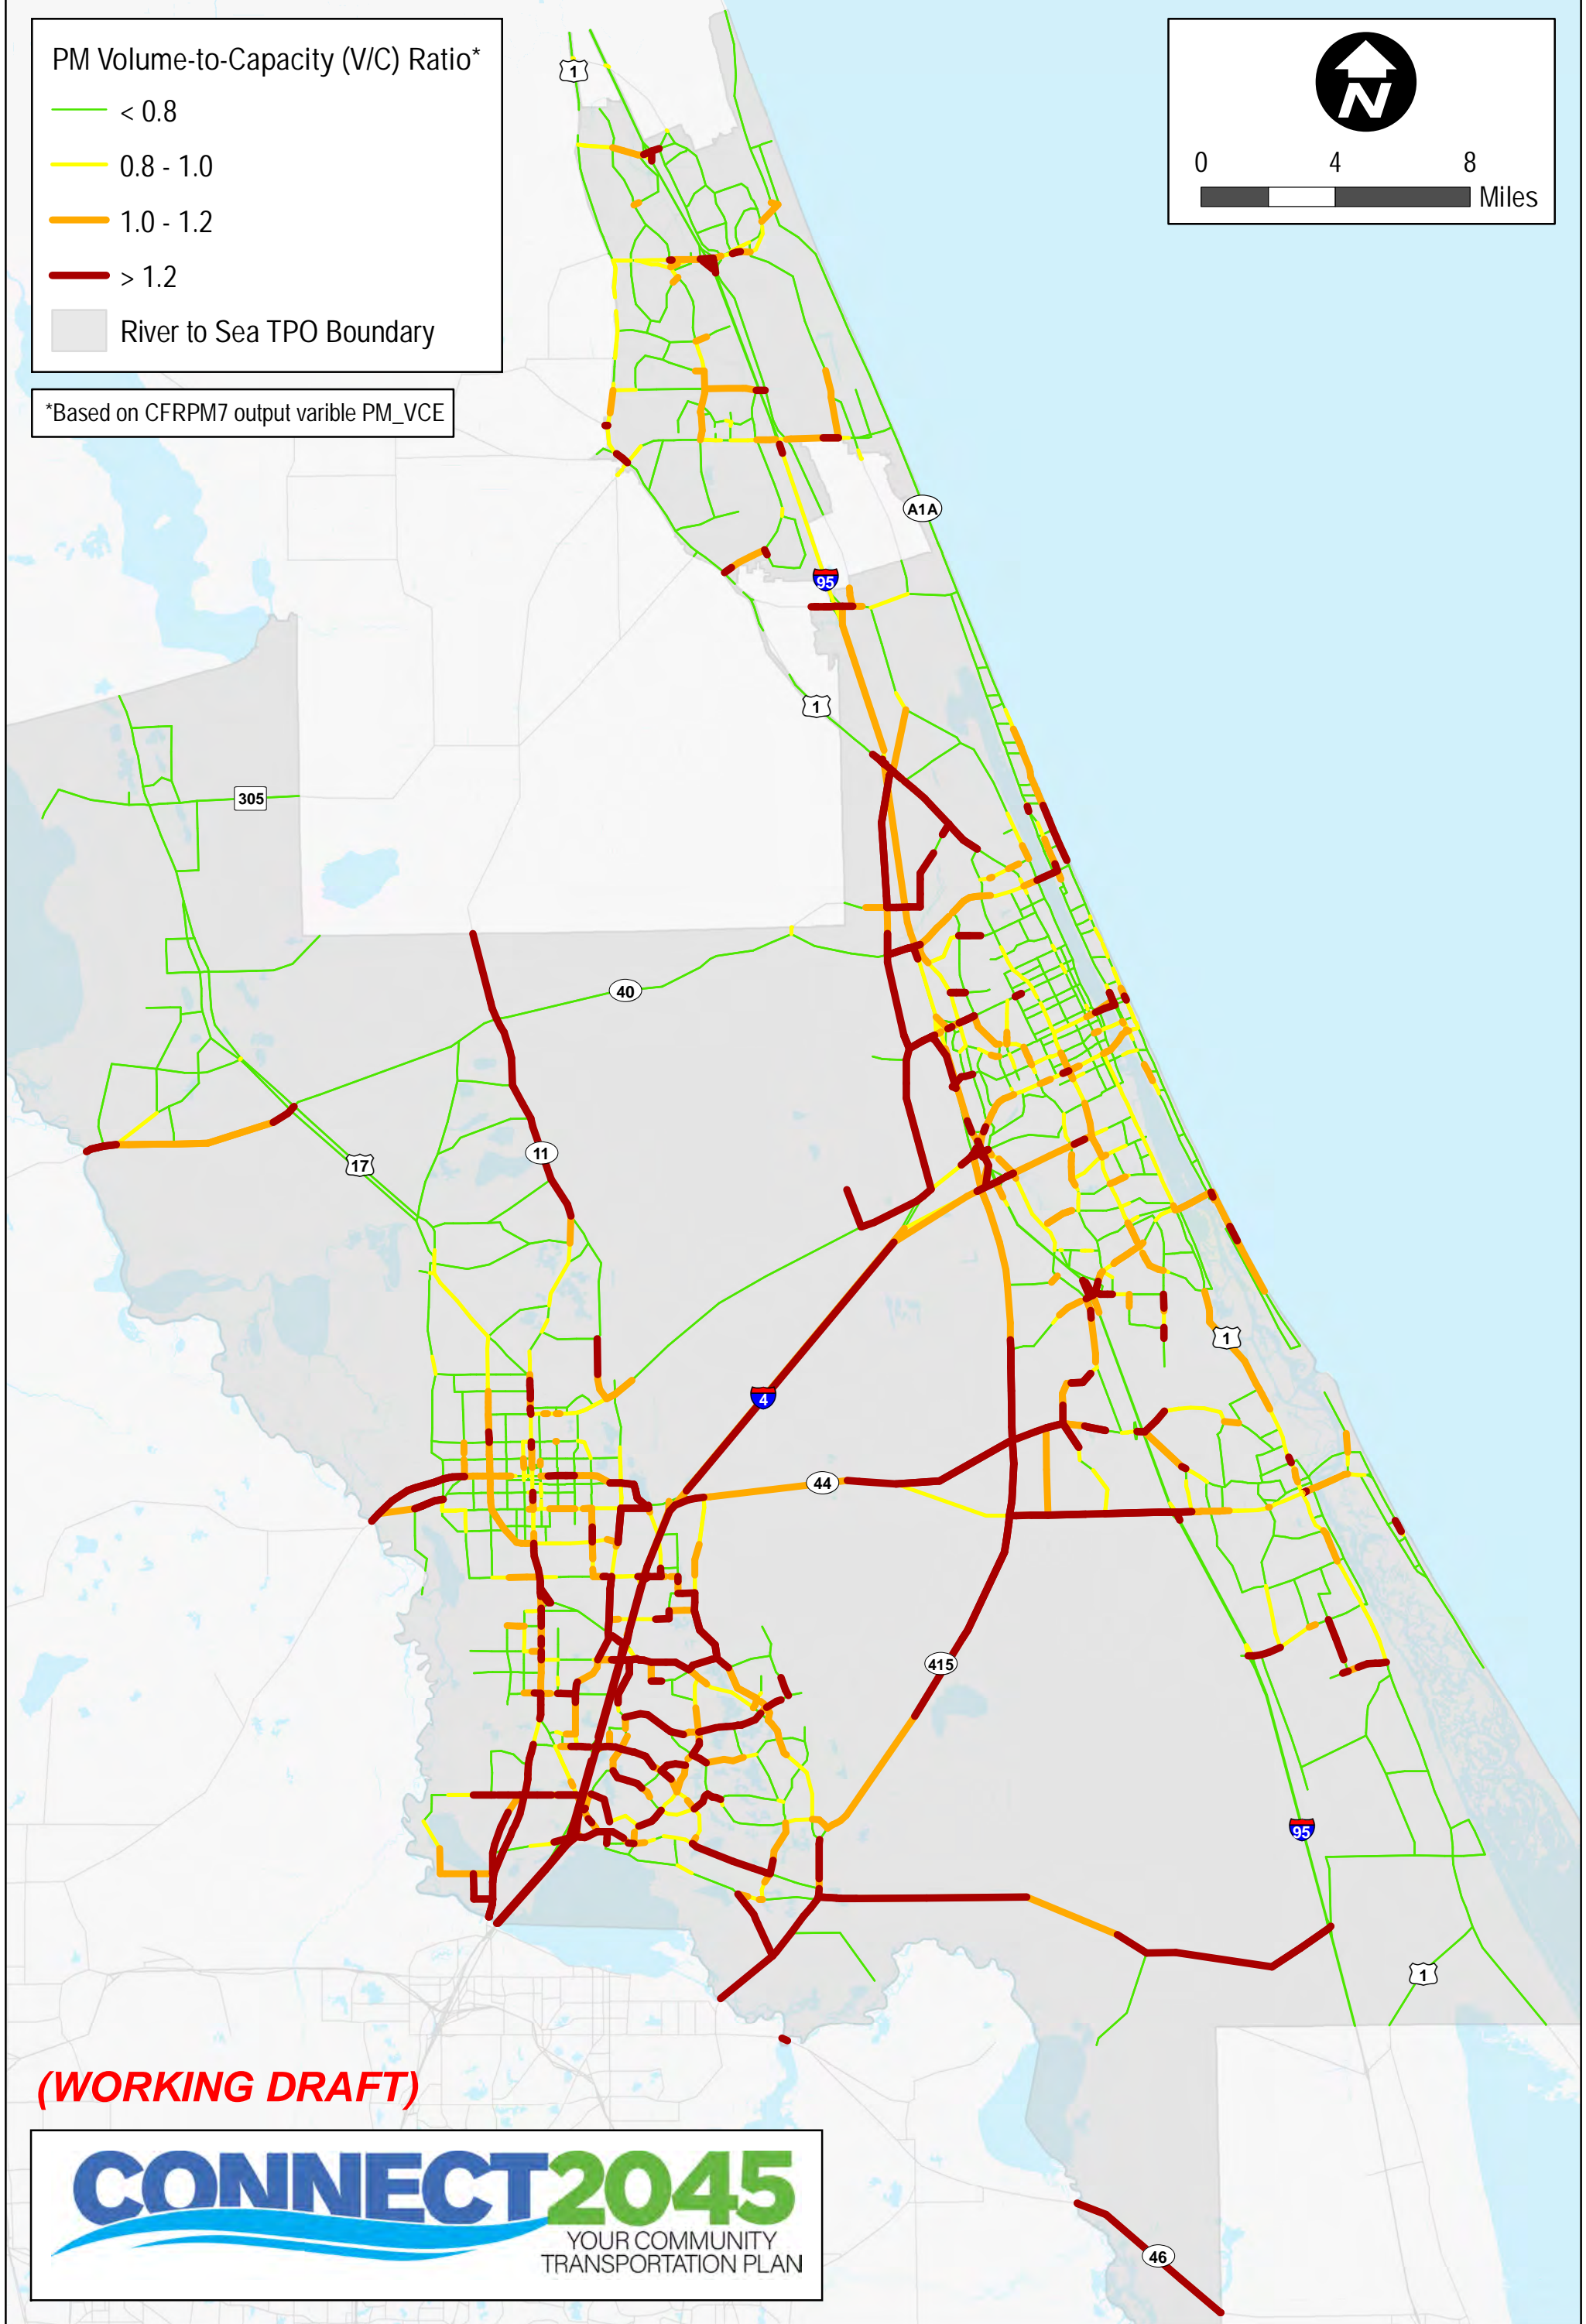 PM Volume-to-Capacity (V/C) Ratio*
< 0.8
0.8 - 1.0
1.0 - 1.2
> 1.2
River to Sea TPO Boundary
*Based on CFRPM7 output varible PM_VCE
N
0 4 8
Miles
1
A1A
95
1
305
40
11
17
1
4
44
415
95
1
46
(WORKING DRAFT)
CONNECT2045
YOUR COMMUNITY
TRANSPORTATION PLAN